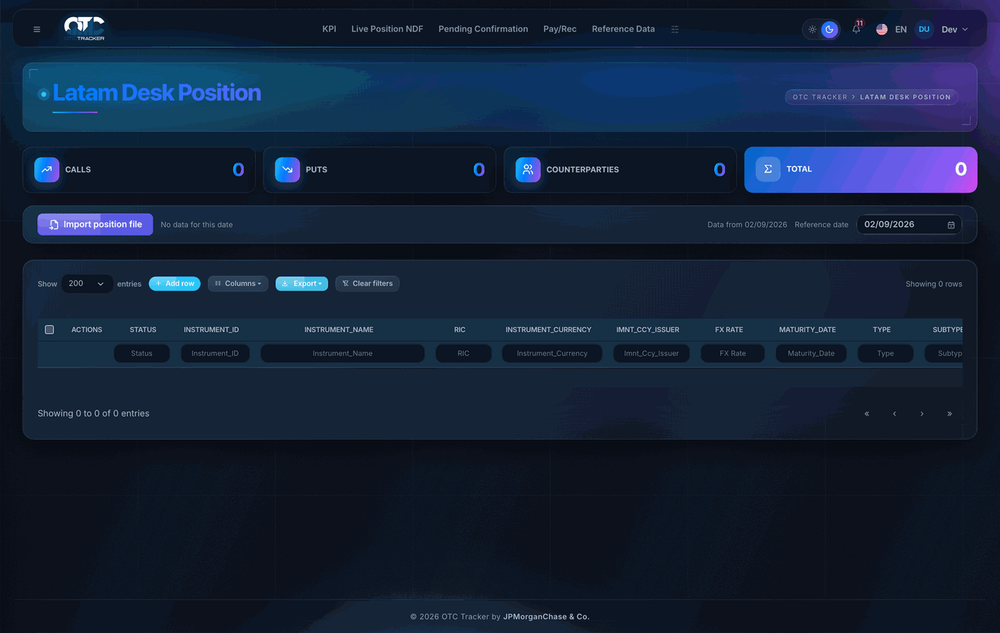 OTC
OTC TRACKER
KPI Live Position NDF Pending Confirmation Pay/Rec Reference Data
11
EN DU Dev
Latam Desk Position
OTC TRACKER > LATAM DESK POSITION
CALLS 0
PUTS 0
COUNTERPARTIES 0
Σ TOTAL 0
Import position file No data for this date Data from 02/09/2026 Reference date 02/09/2026
Show 200 entries + Add row Columns Export Clear filters Showing 0 rows
ACTIONS STATUS INSTRUMENT_ID INSTRUMENT_NAME RIC INSTRUMENT_CURRENCY IMNT_CCY_ISSUER FX RATE MATURITY_DATE TYPE SUBTYPE
Status Instrument_ID Instrument_Name RIC Instrument_Currency Imnt_Ccy_Issuer FX Rate Maturity_Date Type Subtyp
Showing 0 to 0 of 0 entries « ‹ › »
© 2026 OTC Tracker by JPMorganChase & Co.